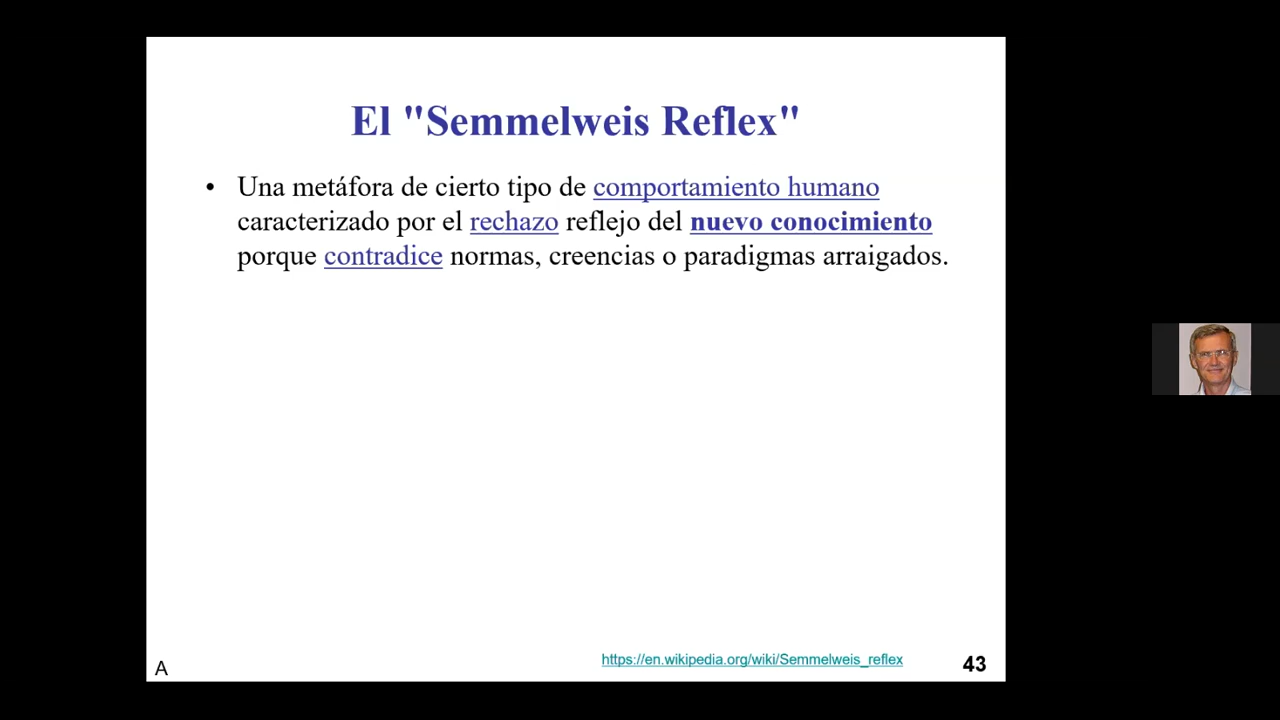 El "Semmelweis Reflex"
• Una metáfora de cierto tipo de comportamiento humano
caracterizado por el rechazo reflejo del nuevo conocimiento
porque contradice normas, creencias o paradigmas arraigados.
A
https://en.wikipedia.org/wiki/Semmelweis_reflex
43